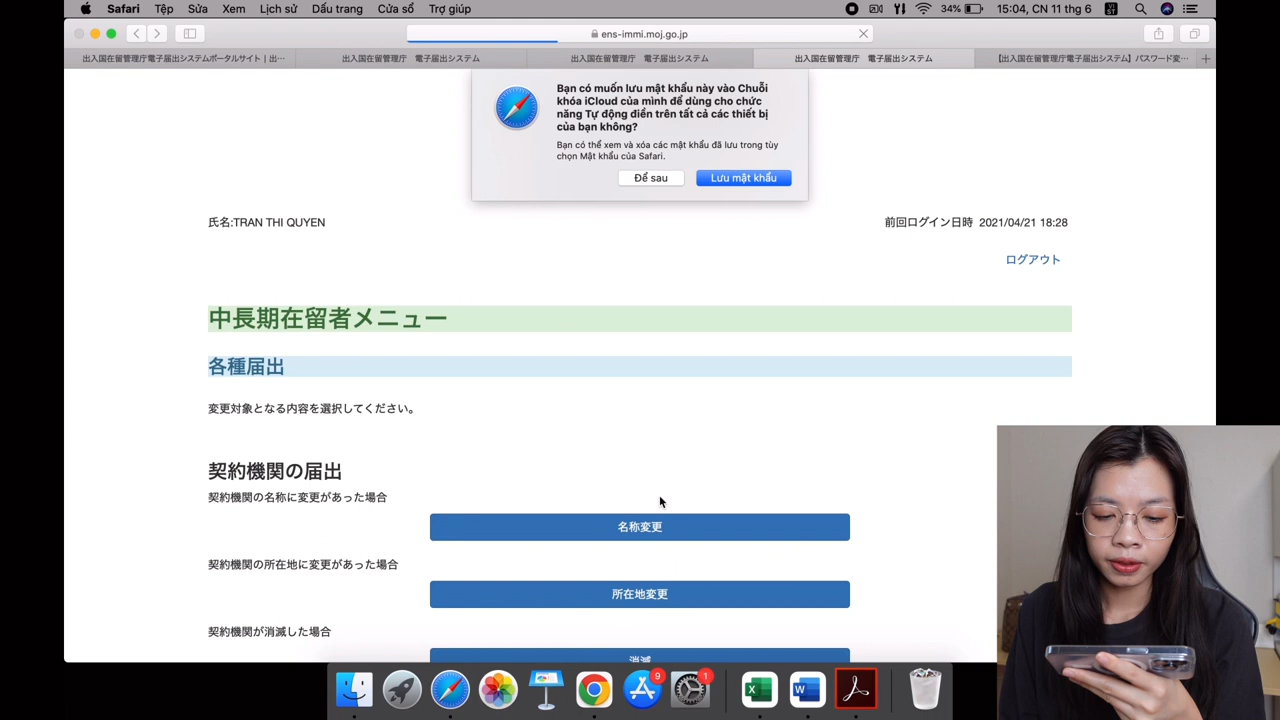 Safari Tệp Sửa Xem Lịch sử Dấu trang Cửa sổ Trợ giúp
34% 15:04, CN 11 thg 6 VI ST
ens-immi.moj.go.jp
出入国在留管理庁電子届出システムポータルサイト | 出… 出入国在留管理庁 電子届出システム 出入国在留管理庁 電子届出システム 出入国在留管理庁 電子届出システム 【出入国在留管理庁電子届出システム】パスワード変…
Bạn có muốn lưu mật khẩu này vào Chuỗi
khóa iCloud của mình để dùng cho chức
năng Tự động điền trên tất cả các thiết bị
của bạn không?
Bạn có thể xem và xóa các mật khẩu đã lưu trong tùy
chọn Mật khẩu của Safari.
Để sau Lưu mật khẩu
氏名:TRAN THI QUYEN 前回ログイン日時 2021/04/21 18:28
ログアウト
中長期在留者メニュー
各種届出
変更対象となる内容を選択してください。
契約機関の届出
契約機関の名称に変更があった場合
名称変更
契約機関の所在地に変更があった場合
所在地変更
契約機関が消滅した場合
消滅
9 1